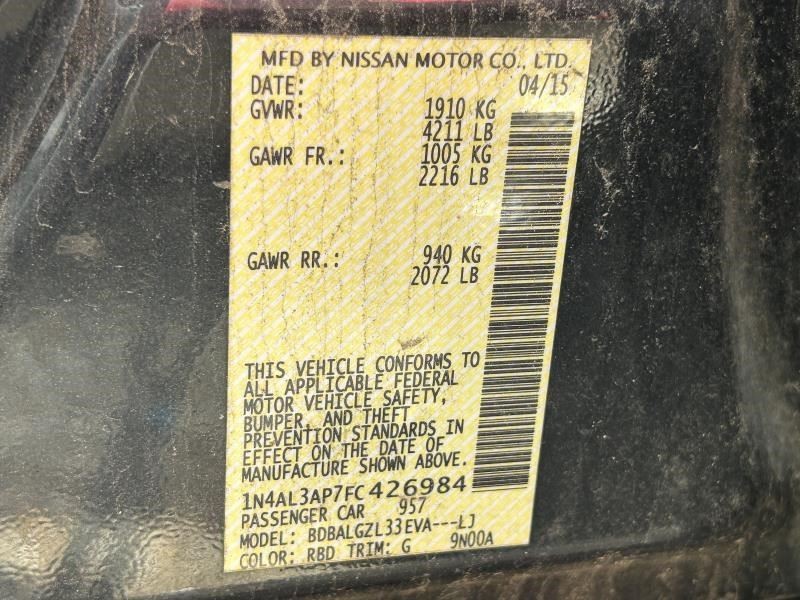 MFD BY NISSAN MOTOR CO., LTD.
DATE: 04/15
GVWR: 1910 KG
4211 LB
GAWR FR.: 1005 KG
2216 LB
GAWR RR.: 940 KG
2072 LB
THIS VEHICLE CONFORMS TO
ALL APPLICABLE FEDERAL
MOTOR VEHICLE SAFETY,
BUMPER, AND THEFT
PREVENTION STANDARDS IN
EFFECT ON THE DATE OF
MANUFACTURE SHOWN ABOVE.
1N4AL3AP7FC426984
PASSENGER CAR 957
MODEL: BDBALGZL33EVA---LJ
COLOR: RBD TRIM: G 9N00A